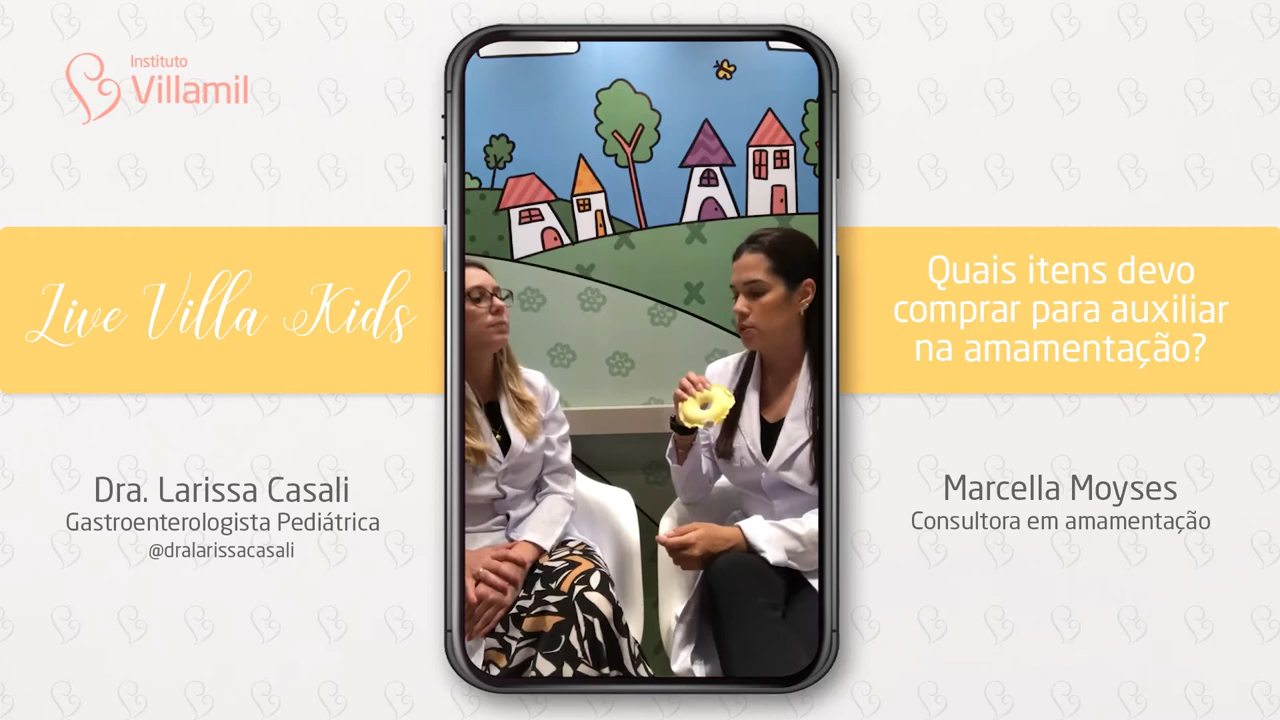 Instituto
Villamil
Live Villa Kids
Quais itens devo
comprar para auxiliar
na amamentação?
Dra. Larissa Casali
Gastroenterologista Pediátrica
@dralarissacasali
Marcella Moyses
Consultora em amamentação